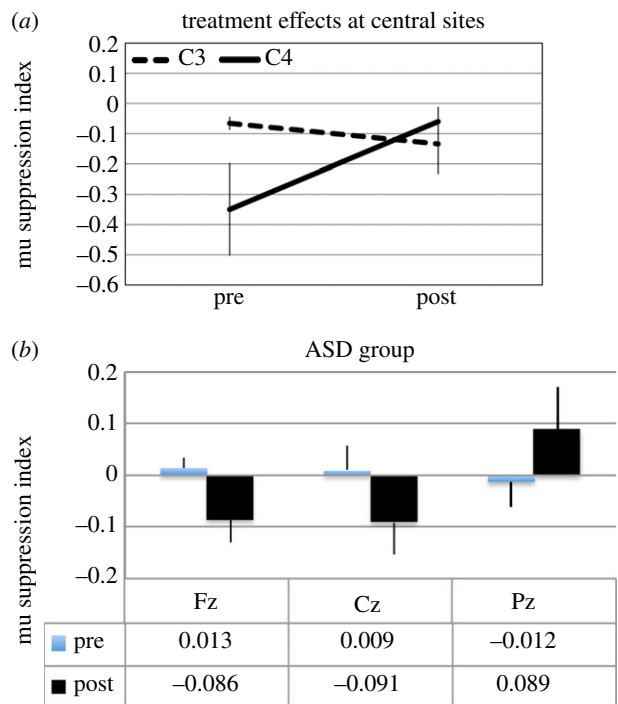 (a) treatment effects at central sites
0.2
0.1
0
–0.1
–0.2
–0.3
–0.4
–0.5
–0.6
C3 C4
mu suppression index
pre post
(b) ASD group
0.2
0.1
0
–0.1
–0.2
mu suppression index
Fz Cz Pz
pre 0.013 0.009 –0.012
post –0.086 –0.091 0.089